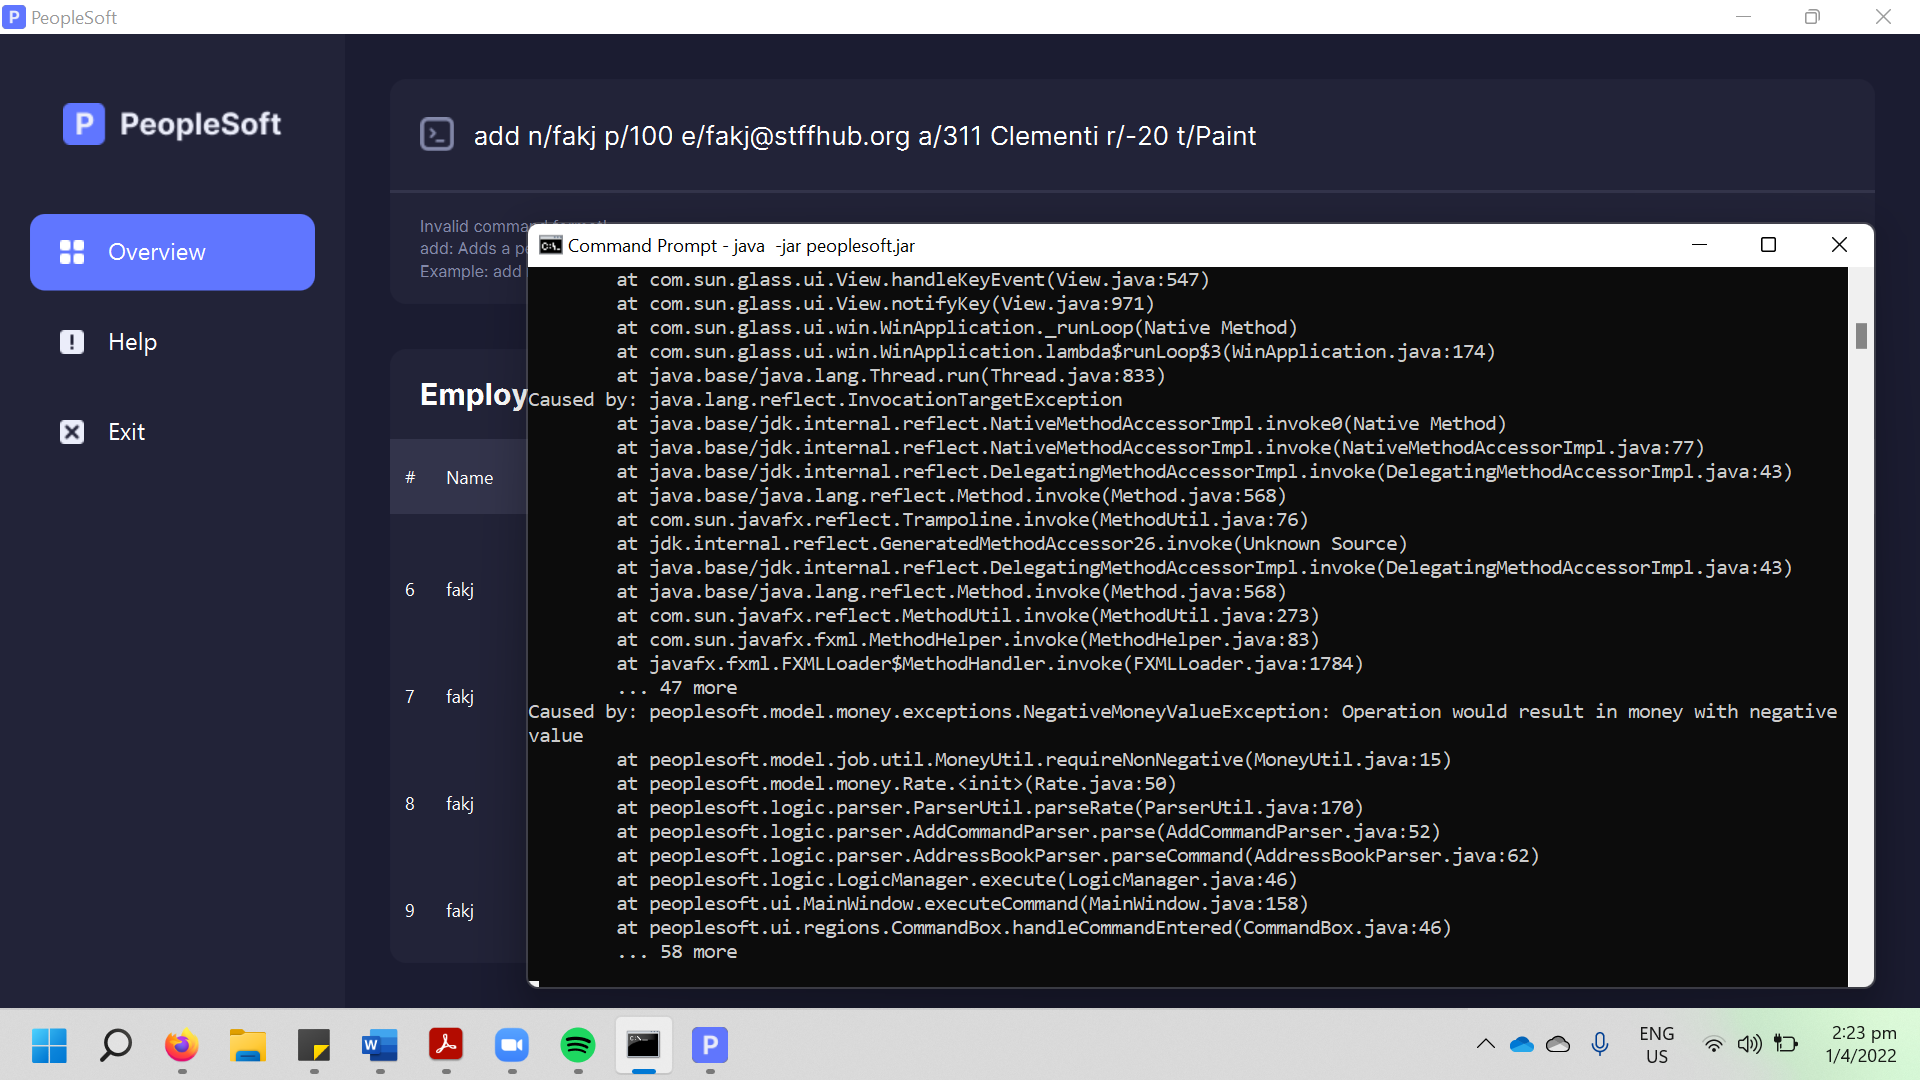 PeopleSoft
PeopleSoft
add n/fakj p/100 e/fakj@stffhub.org a/311 Clementi r/-20 t/Paint
Invalid command format!
add: Adds a
Example: add
Overview
Help
Exit
Employ
# Name
6 fakj
7 fakj
8 fakj
9 fakj
Command Prompt - java  -jar peoplesoft.jar
at com.sun.glass.ui.View.handleKeyEvent(View.java:547)
at com.sun.glass.ui.View.notifyKey(View.java:971)
at com.sun.glass.ui.win.WinApplication._runLoop(Native Method)
at com.sun.glass.ui.win.WinApplication.lambda$runLoop$3(WinApplication.java:174)
at java.base/java.lang.Thread.run(Thread.java:833)
Caused by: java.lang.reflect.InvocationTargetException
at java.base/jdk.internal.reflect.NativeMethodAccessorImpl.invoke0(Native Method)
at java.base/jdk.internal.reflect.NativeMethodAccessorImpl.invoke(NativeMethodAccessorImpl.java:77)
at java.base/jdk.internal.reflect.DelegatingMethodAccessorImpl.invoke(DelegatingMethodAccessorImpl.java:43)
at java.base/java.lang.reflect.Method.invoke(Method.java:568)
at com.sun.javafx.reflect.Trampoline.invoke(MethodUtil.java:76)
at jdk.internal.reflect.GeneratedMethodAccessor26.invoke(Unknown Source)
at java.base/jdk.internal.reflect.DelegatingMethodAccessorImpl.invoke(DelegatingMethodAccessorImpl.java:43)
at java.base/java.lang.reflect.Method.invoke(Method.java:568)
at com.sun.javafx.reflect.MethodUtil.invoke(MethodUtil.java:273)
at com.sun.javafx.fxml.MethodHelper.invoke(MethodHelper.java:83)
at javafx.fxml.FXMLLoader$MethodHandler.invoke(FXMLLoader.java:1784)
... 47 more
Caused by: peoplesoft.model.money.exceptions.NegativeMoneyValueException: Operation would result in money with negative
value
at peoplesoft.model.job.util.MoneyUtil.requireNonNegative(MoneyUtil.java:15)
at peoplesoft.model.money.Rate.<init>(Rate.java:50)
at peoplesoft.logic.parser.ParserUtil.parseRate(ParserUtil.java:170)
at peoplesoft.logic.parser.AddCommandParser.parse(AddCommandParser.java:52)
at peoplesoft.logic.parser.AddressBookParser.parseCommand(AddressBookParser.java:62)
at peoplesoft.logic.LogicManager.execute(LogicManager.java:46)
at peoplesoft.ui.MainWindow.executeCommand(MainWindow.java:158)
at peoplesoft.ui.regions.CommandBox.handleCommandEntered(CommandBox.java:46)
... 58 more
ENG
US
2:23 pm
1/4/2022